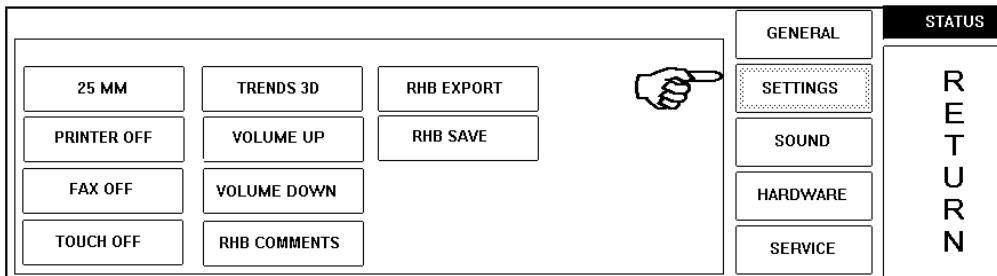 25 MM
PRINTER OFF
FAX OFF
TOUCH OFF
TRENDS 3D
VOLUME UP
VOLUME DOWN
RHB COMMENTS
RHB EXPORT
RHB SAVE
GENERAL
SETTINGS
SOUND
HARDWARE
SERVICE
STATUS
RETURN